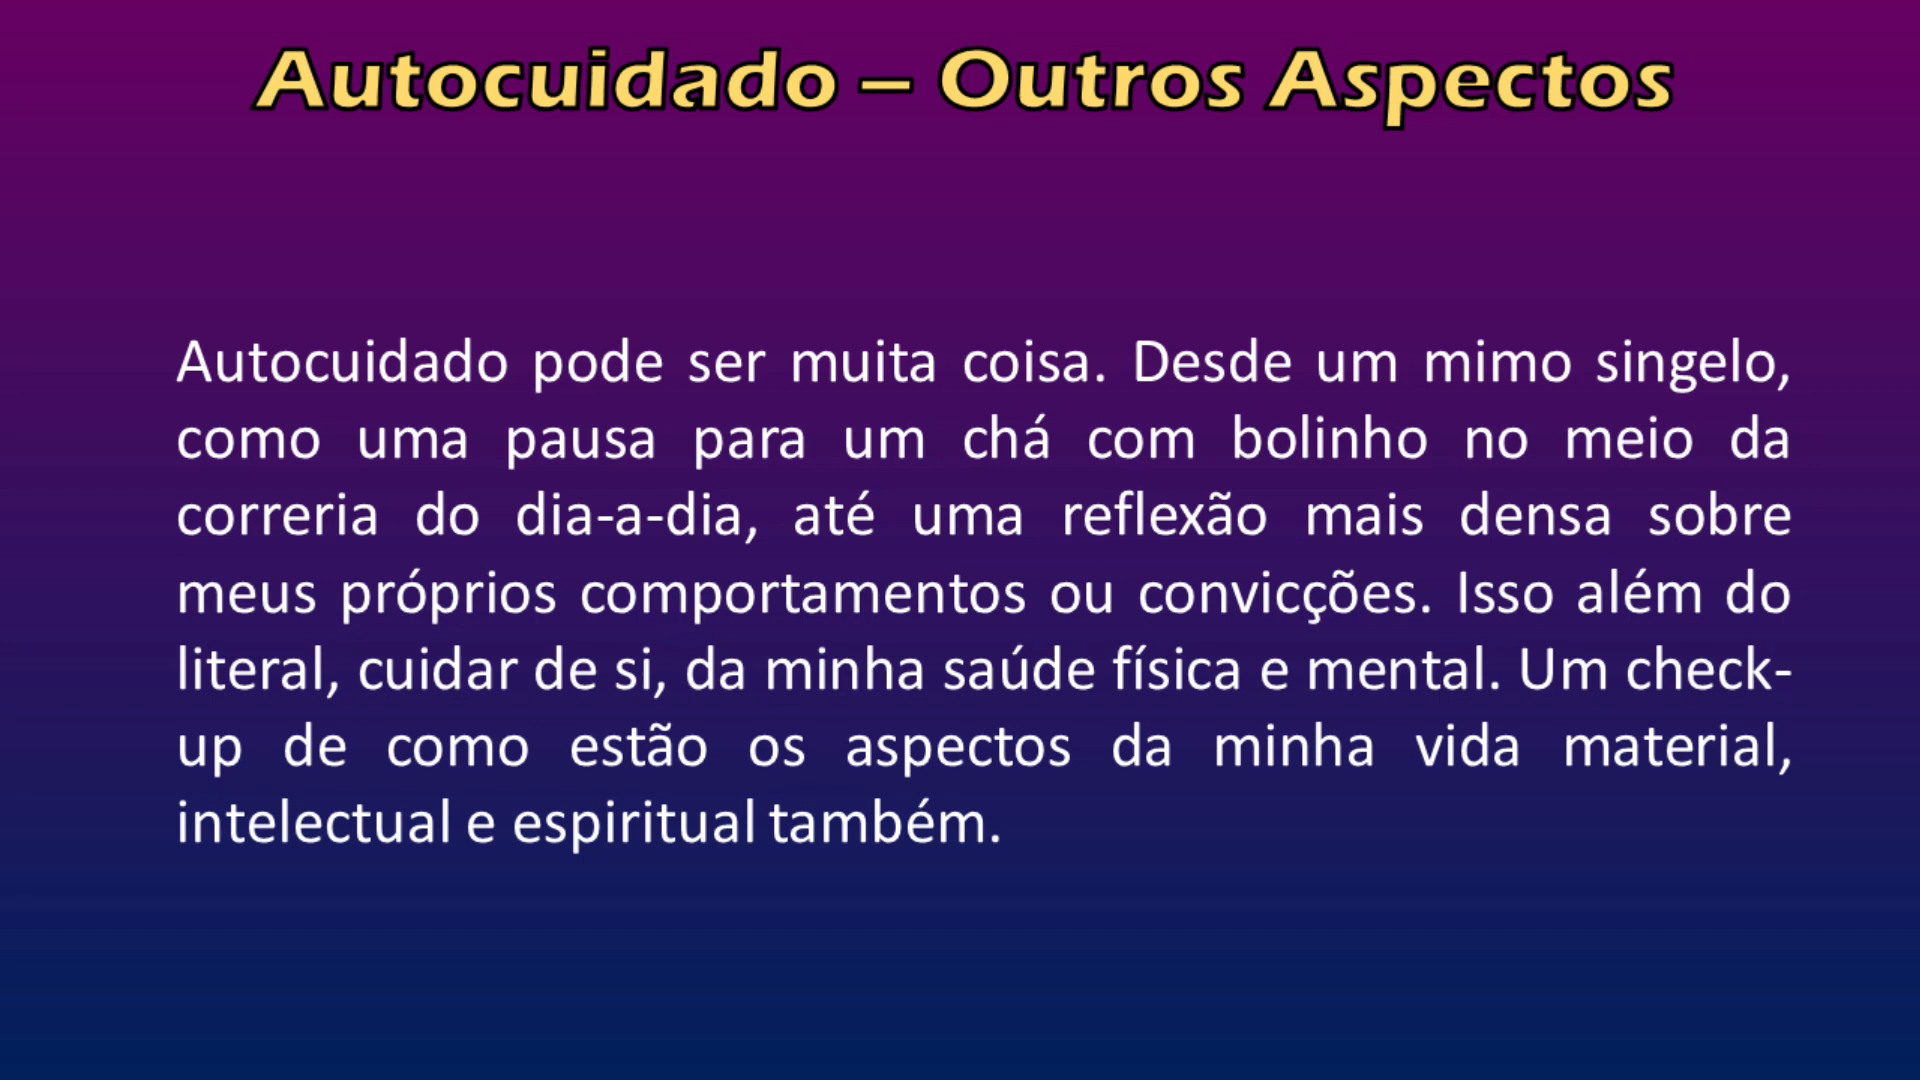 Autocuidado – Outros Aspectos
Autocuidado pode ser muita coisa. Desde um mimo singelo,
como uma pausa para um chá com bolinho no meio da
correria do dia-a-dia, até uma reflexão mais densa sobre
meus próprios comportamentos ou convicções. Isso além do
literal, cuidar de si, da minha saúde física e mental. Um check-
up de como estão os aspectos da minha vida material,
intelectual e espiritual também.